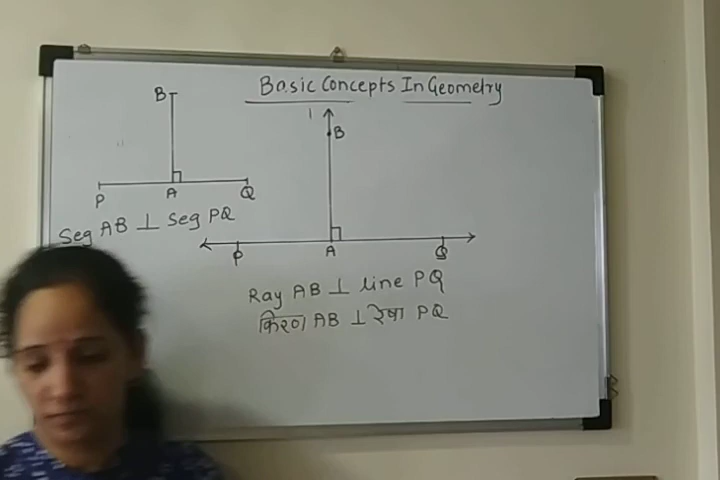 Basic Concepts In Geometry
B
P
A
Q
Seg AB ⊥ Seg PQ
l
B
P
A
Q
Ray AB ⊥ line PQ
किरण AB ⊥ रेषा PQ